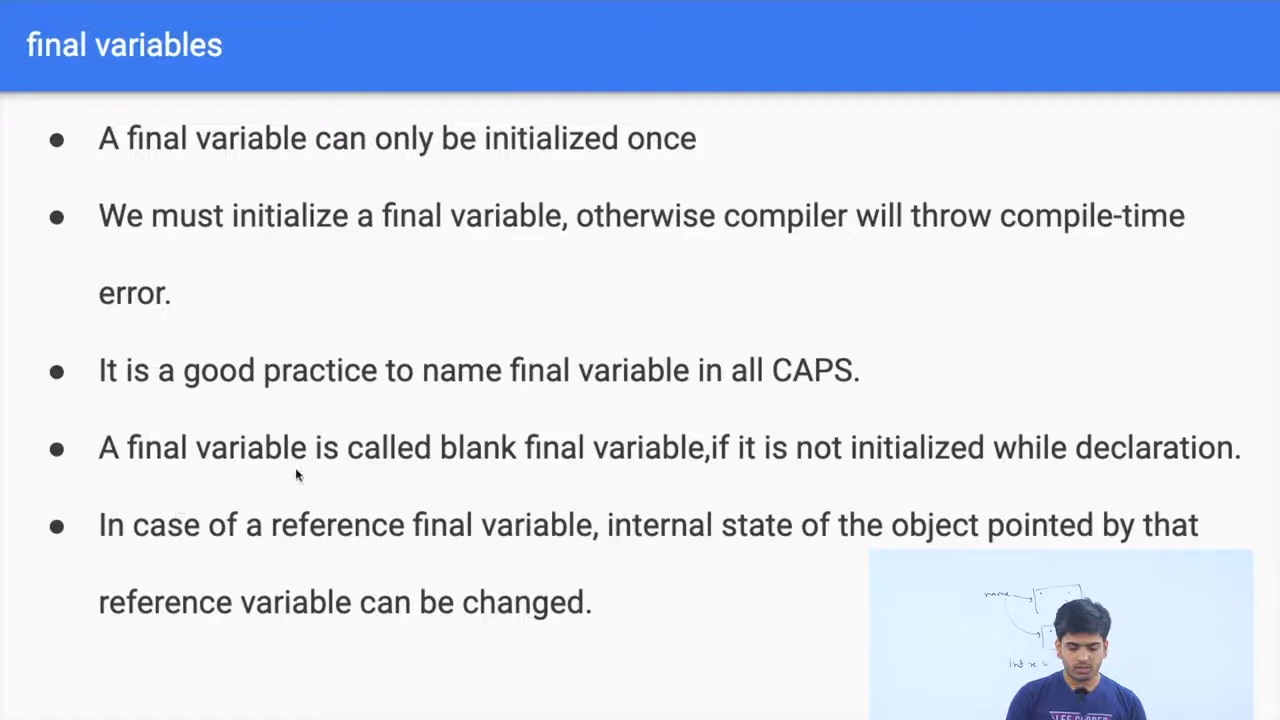 final variables
● A final variable can only be initialized once
● We must initialize a final variable, otherwise compiler will throw compile-time
error.
● It is a good practice to name final variable in all CAPS.
● A final variable is called blank final variable,if it is not initialized while declaration.
● In case of a reference final variable, internal state of the object pointed by that
reference variable can be changed.
name
int x =